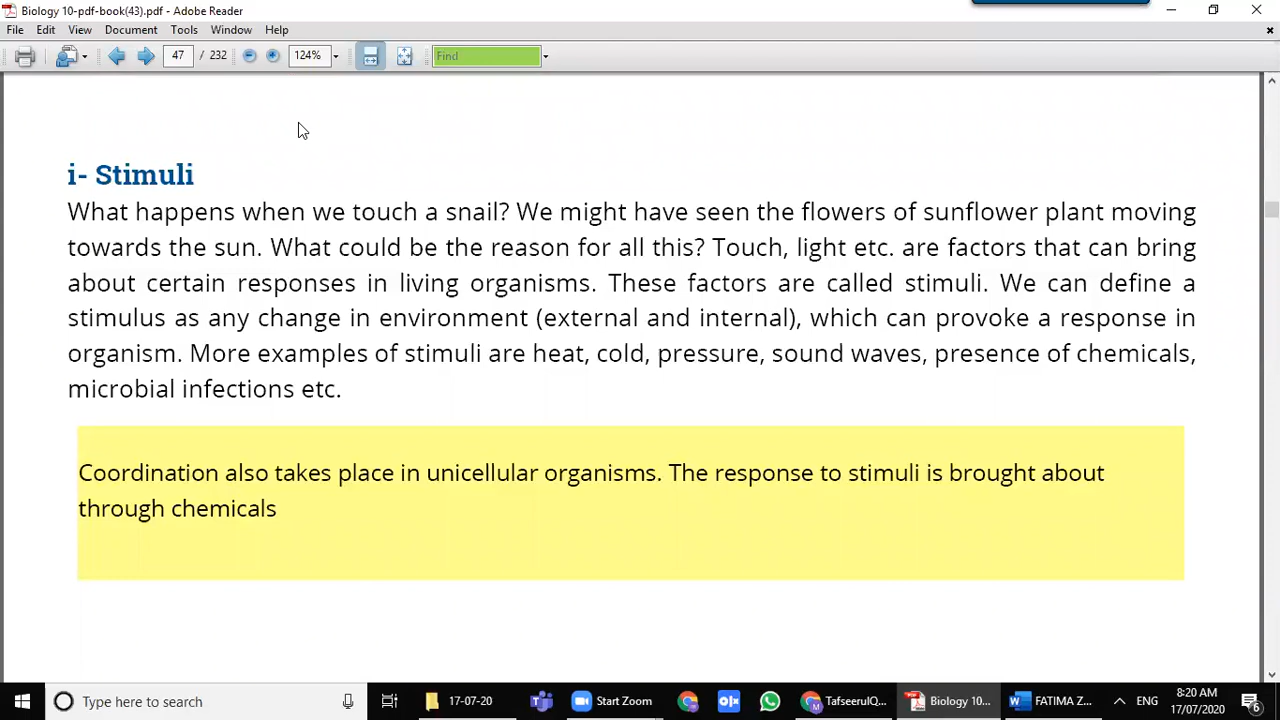 Biology 10-pdf-book(43).pdf - Adobe Reader
File Edit View Document Tools Window Help
47 / 232 124% Find
i- Stimuli
What happens when we touch a snail? We might have seen the flowers of sunflower plant moving
towards the sun. What could be the reason for all this? Touch, light etc. are factors that can bring
about certain responses in living organisms. These factors are called stimuli. We can define a
stimulus as any change in environment (external and internal), which can provoke a response in
organism. More examples of stimuli are heat, cold, pressure, sound waves, presence of chemicals,
microbial infections etc.
Coordination also takes place in unicellular organisms. The response to stimuli is brought about
through chemicals
Type here to search 17-07-20 Start Zoom TafseerulQ... Biology 10... FATIMA Z... ENG 8:20 AM
17/07/2020 6